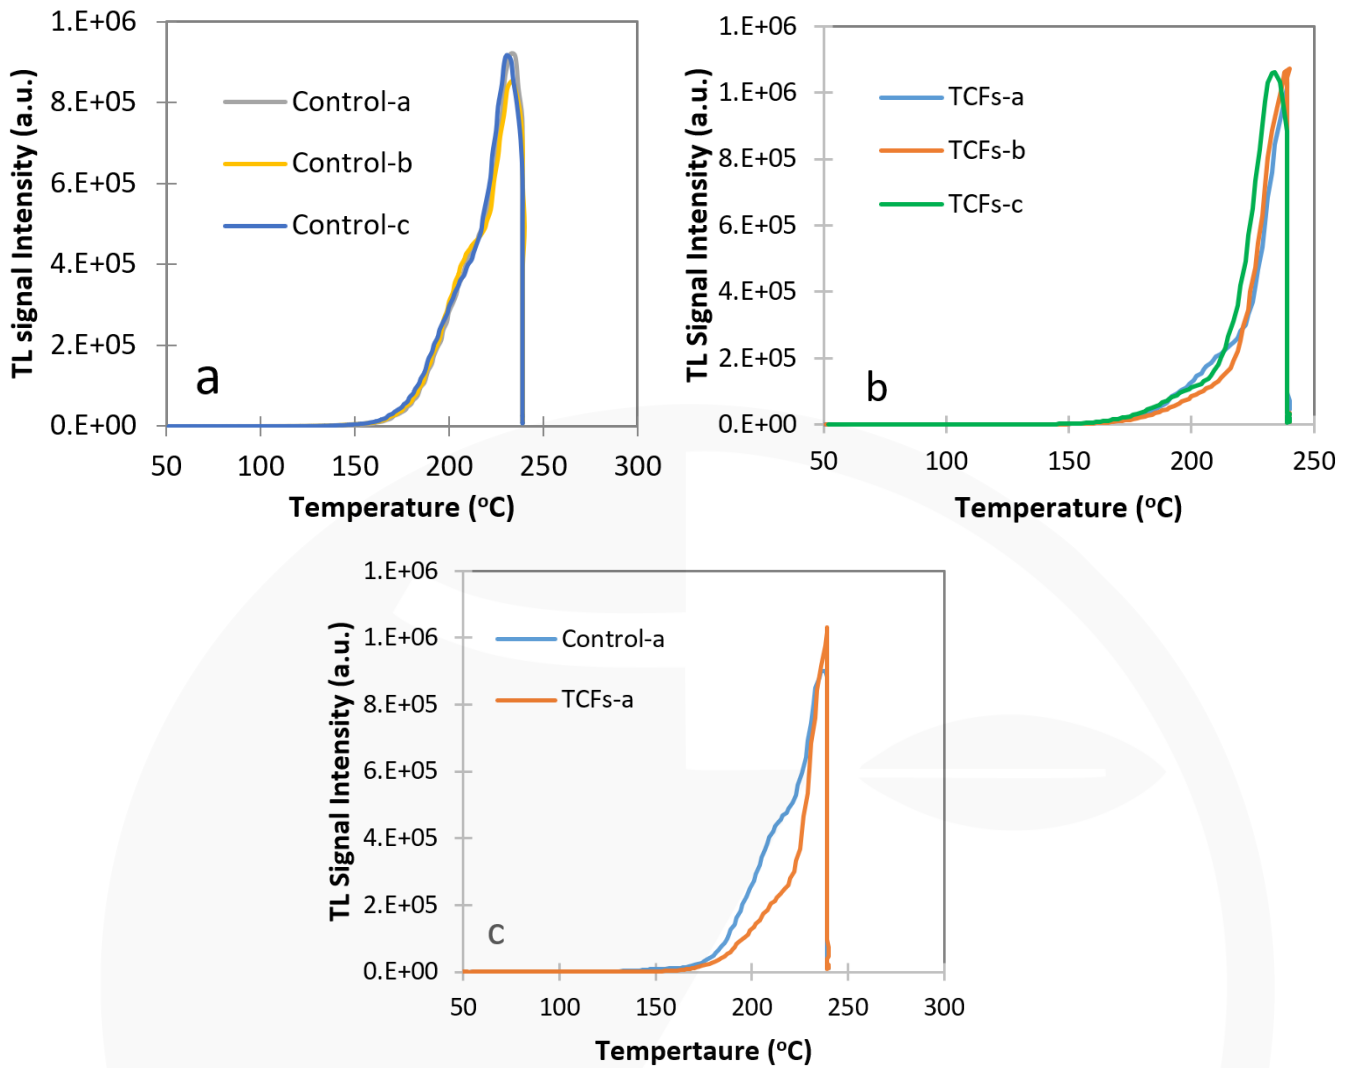 TL signal Intensity (a.u.)
1.E+06
8.E+05
6.E+05
4.E+05
2.E+05
0.E+00
Control-a
Control-b
Control-c
a
50 100 150 200 250 300
Temperature (°C)
TL Signal Intensity (a.u.)
1.E+06
1.E+06
8.E+05
6.E+05
4.E+05
2.E+05
0.E+00
TCFs-a
TCFs-b
TCFs-c
b
50 100 150 200 250
Temperature (°C)
TL Signal Intensity (a.u.)
1.E+06
1.E+06
8.E+05
6.E+05
4.E+05
2.E+05
0.E+00
Control-a
TCFs-a
c
50 100 150 200 250 300
Tempertaure (°C)